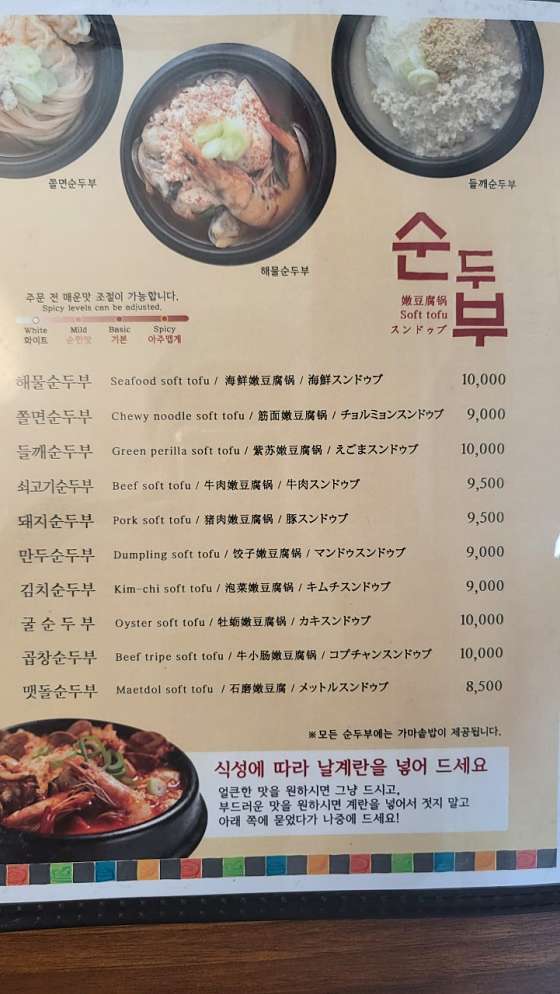 쫄면순두부
해물순두부
들깨순두부
순두부
嫩豆腐锅
Soft tofu
スンドゥブ
주문 전 매운맛 조절이 가능합니다.
Spicy levels can be adjusted.
White Mild Basic Spicy
화이트 순한맛 기본 아주맵게
해물순두부 Seafood soft tofu / 海鲜嫩豆腐锅 / 海鮮スンドゥブ 10,000
쫄면순두부 Chewy noodle soft tofu / 筋面嫩豆腐锅 / チョルミョンスンドゥブ 9,000
들깨순두부 Green perilla soft tofu / 紫苏嫩豆腐锅 / えごまスンドゥブ 10,000
쇠고기순두부 Beef soft tofu / 牛肉嫩豆腐锅 / 牛肉スンドゥブ 9,500
돼지순두부 Pork soft tofu / 猪肉嫩豆腐锅 / 豚スンドゥブ 9,500
만두순두부 Dumpling soft tofu / 饺子嫩豆腐锅 / マンドゥスンドゥブ 9,000
김치순두부 Kim-chi soft tofu / 泡菜嫩豆腐锅 / キムチスンドゥブ 9,000
굴 순 두 부 Oyster soft tofu / 牡蛎嫩豆腐锅 / カキスンドゥブ 10,000
곱창순두부 Beef tripe soft tofu / 牛小肠嫩豆腐锅 / コプチャンスンドゥブ 10,000
맷돌순두부 Maetdol soft tofu / 石磨嫩豆腐 / メットルスンドゥブ 8,500
※모든 순두부에는 가마솥밥이 제공됩니다.
식성에 따라 날계란을 넣어 드세요
얼큰한 맛을 원하시면 그냥 드시고,
부드러운 맛을 원하시면 계란을 넣어서 젓지 말고
아래 쪽에 묻었다가 나중에 드세요!